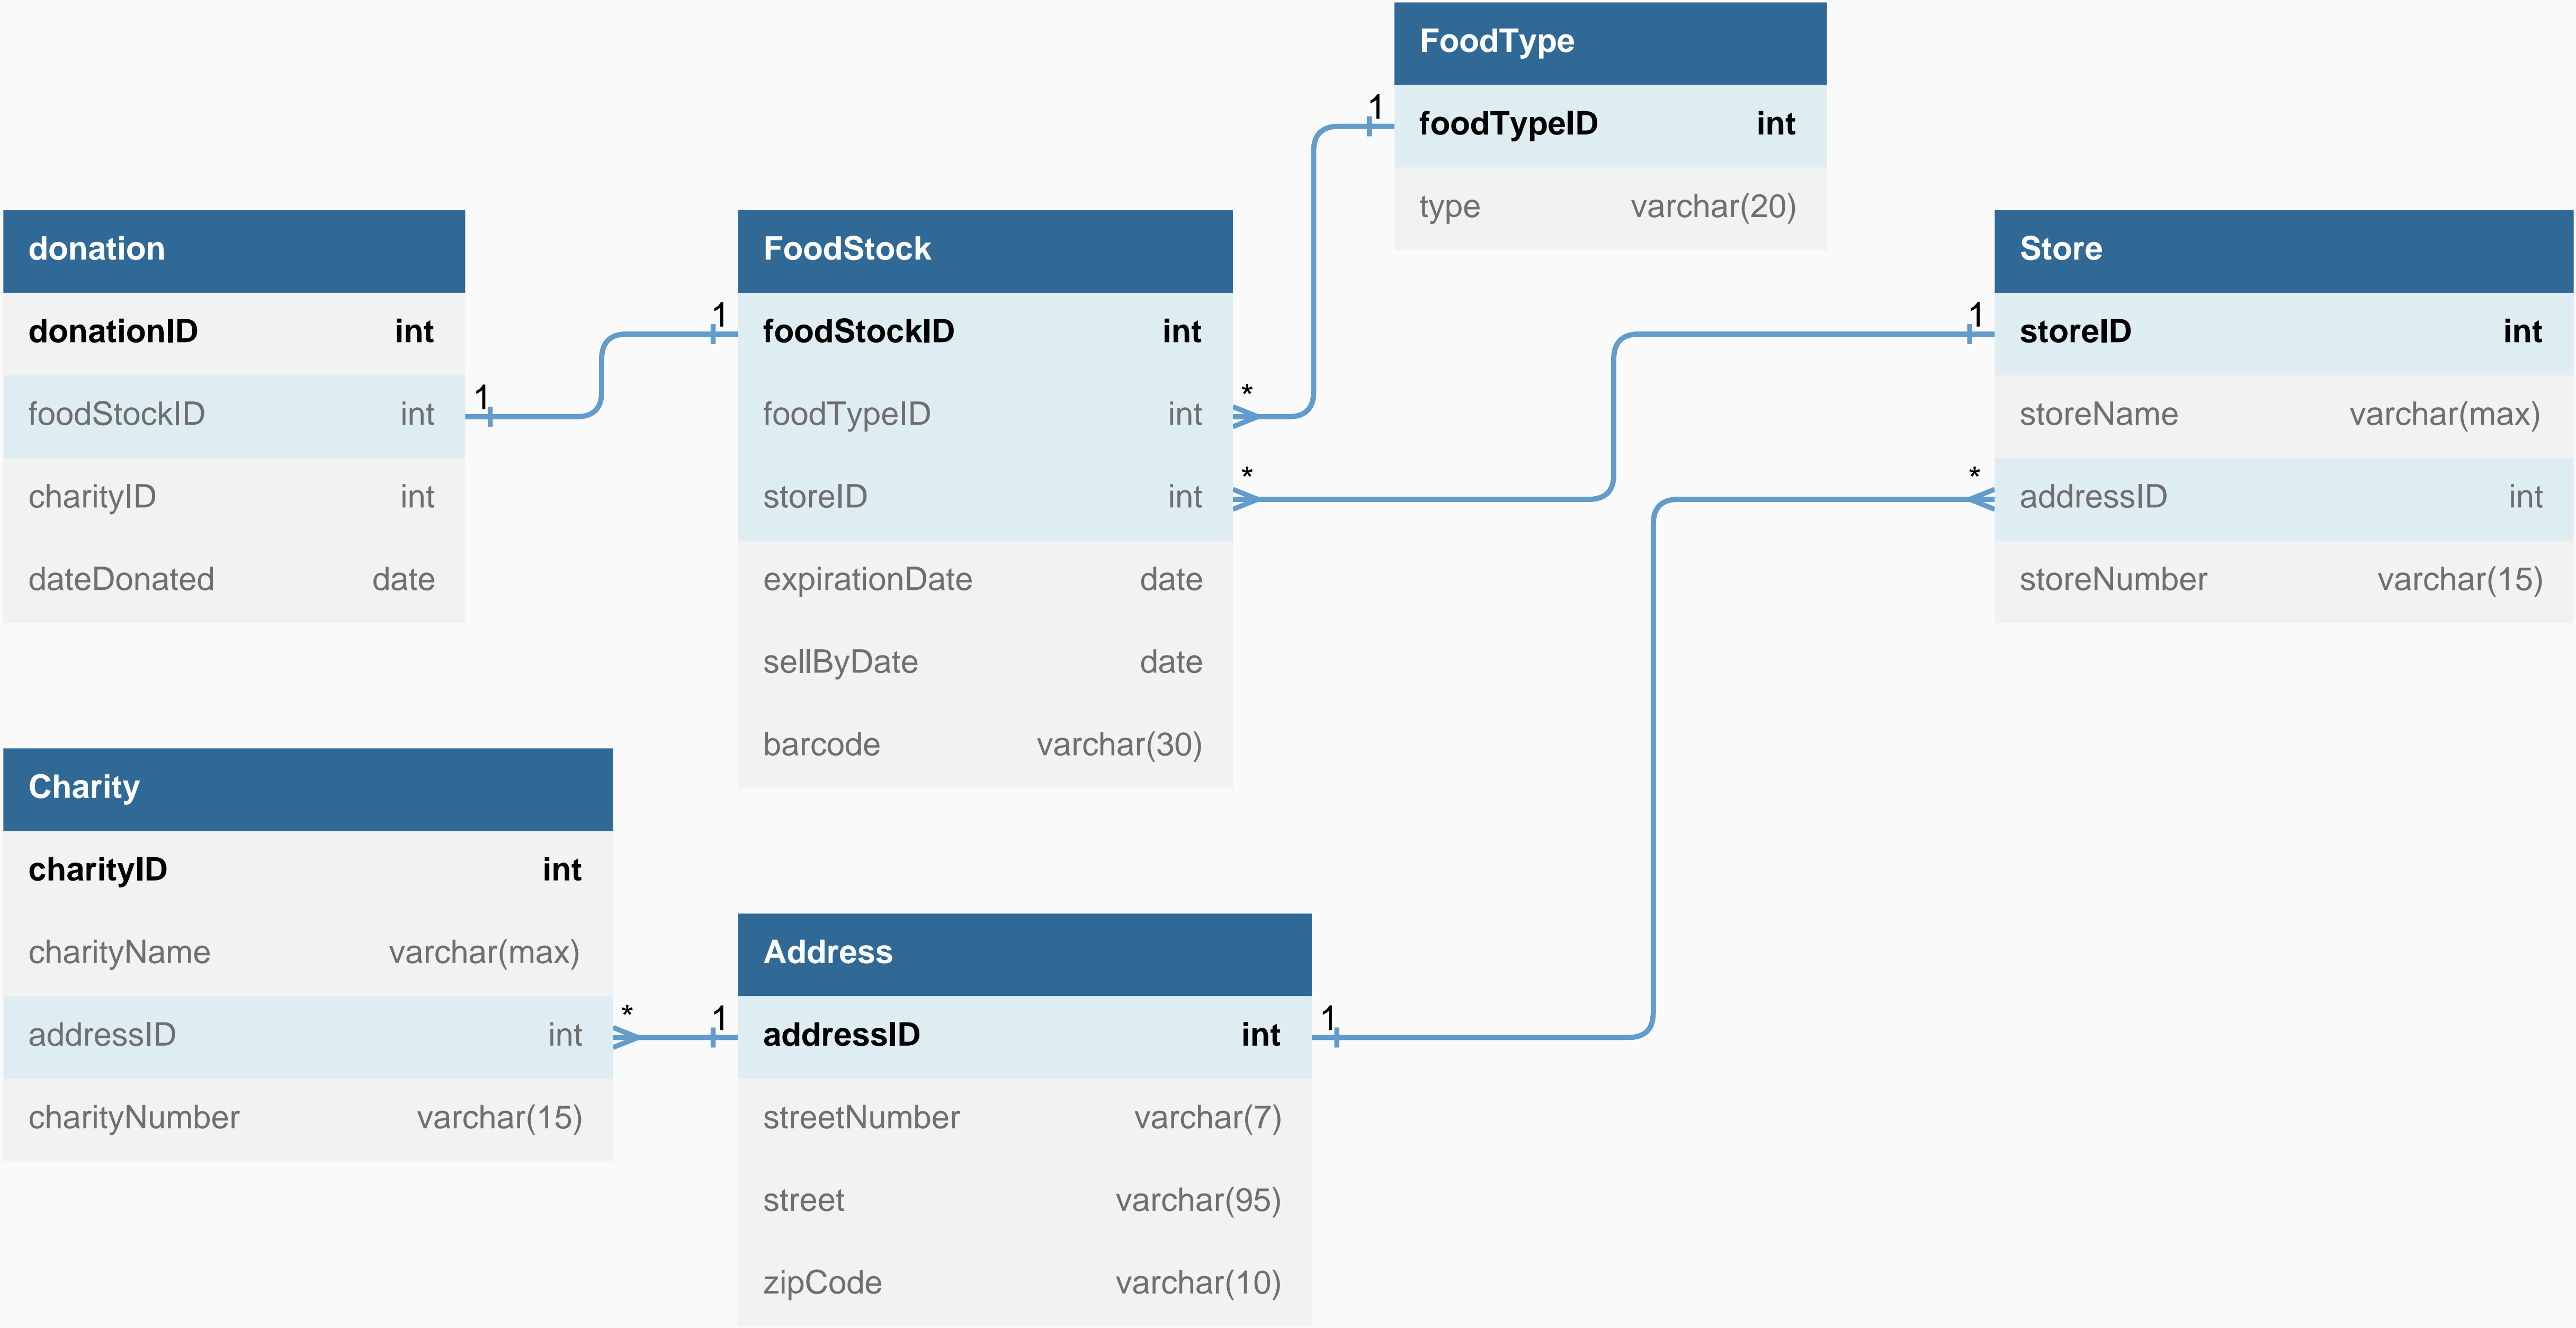 FoodType
foodTypeID int
type varchar(20)
1
donation
donationID int
foodStockID int
charityID int
dateDonated date
1
1
FoodStock
foodStockID int
foodTypeID int
storeID int
expirationDate date
sellByDate date
barcode varchar(30)
*
*
1
Store
storeID int
storeName varchar(max)
addressID int
storeNumber varchar(15)
*
Charity
charityID int
charityName varchar(max)
addressID int
charityNumber varchar(15)
*
1
Address
addressID int
streetNumber varchar(7)
street varchar(95)
zipCode varchar(10)
1